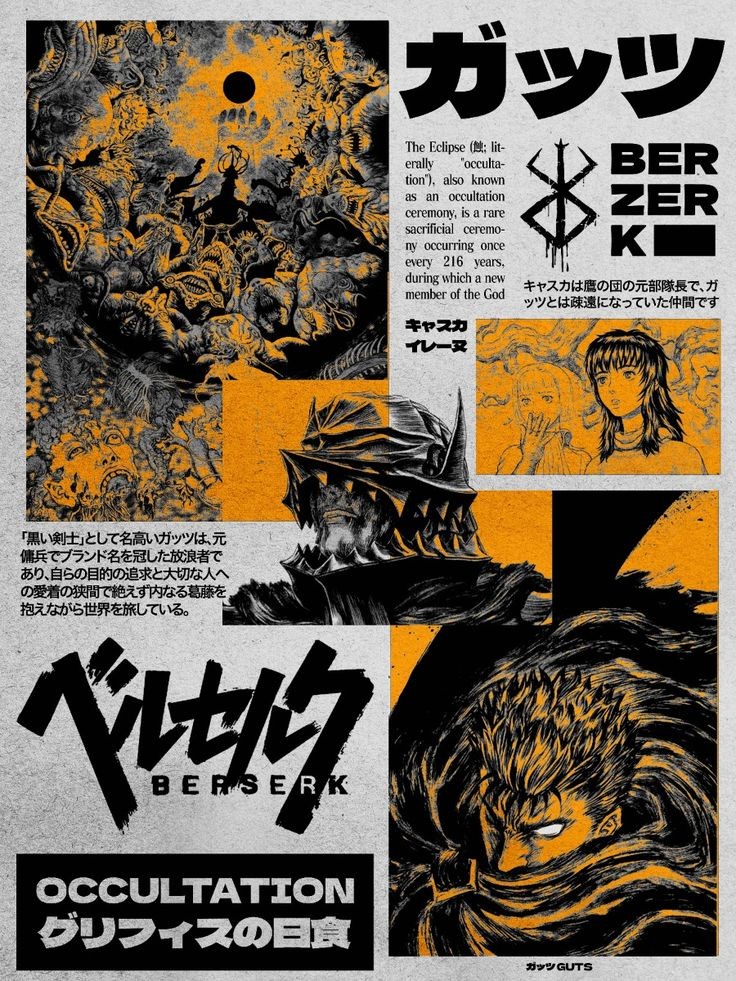 ガッツ
The Eclipse (蝕; lit-
erally "occulta-
tion"), also known
as an occultation
ceremony, is a rare
sacrificial ceremo-
ny occurring once
every 216 years,
during which a new
member of the God
BER
ZER
K
キャスカは鷹の団の元部隊長で、ガ
ッツとは疎遠になっていた仲間です
キャスカ
イレーヌ
「黒い剣士」として名高いガッツは、元
傭兵でブランド名を冠した放浪者で
あり、自らの目的の追求と大切な人へ
の愛着の狭間で絶えず内なる葛藤を
抱えながら世界を旅している。
ベルセルク
BERSERK
OCCULTATION
グリフィスの日食
ガッツ GUTS